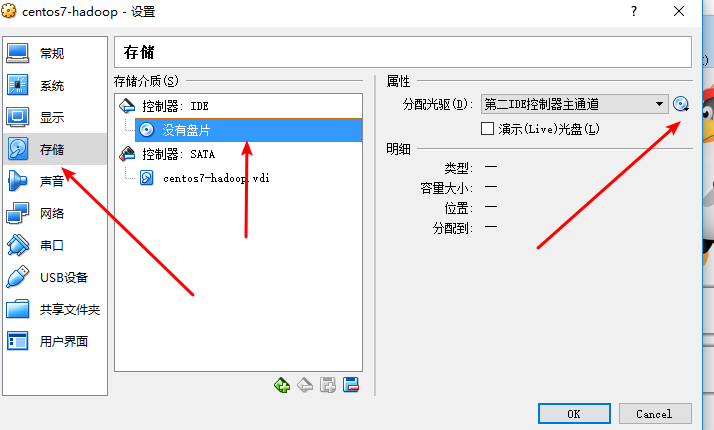 centos7-hadoop - 设置
常规
系统
显示
存储
声音
网络
串口
USB设备
共享文件夹
用户界面
存储
存储介质(S)
控制器: IDE
没有盘片
控制器: SATA
centos7-hadoop.vdi
属性
分配光驱(D): 第二IDE控制器主通道
演示(Live)光盘(L)
明细
类型: —
容量大小: —
位置: —
分配到: —
OK
Cancel